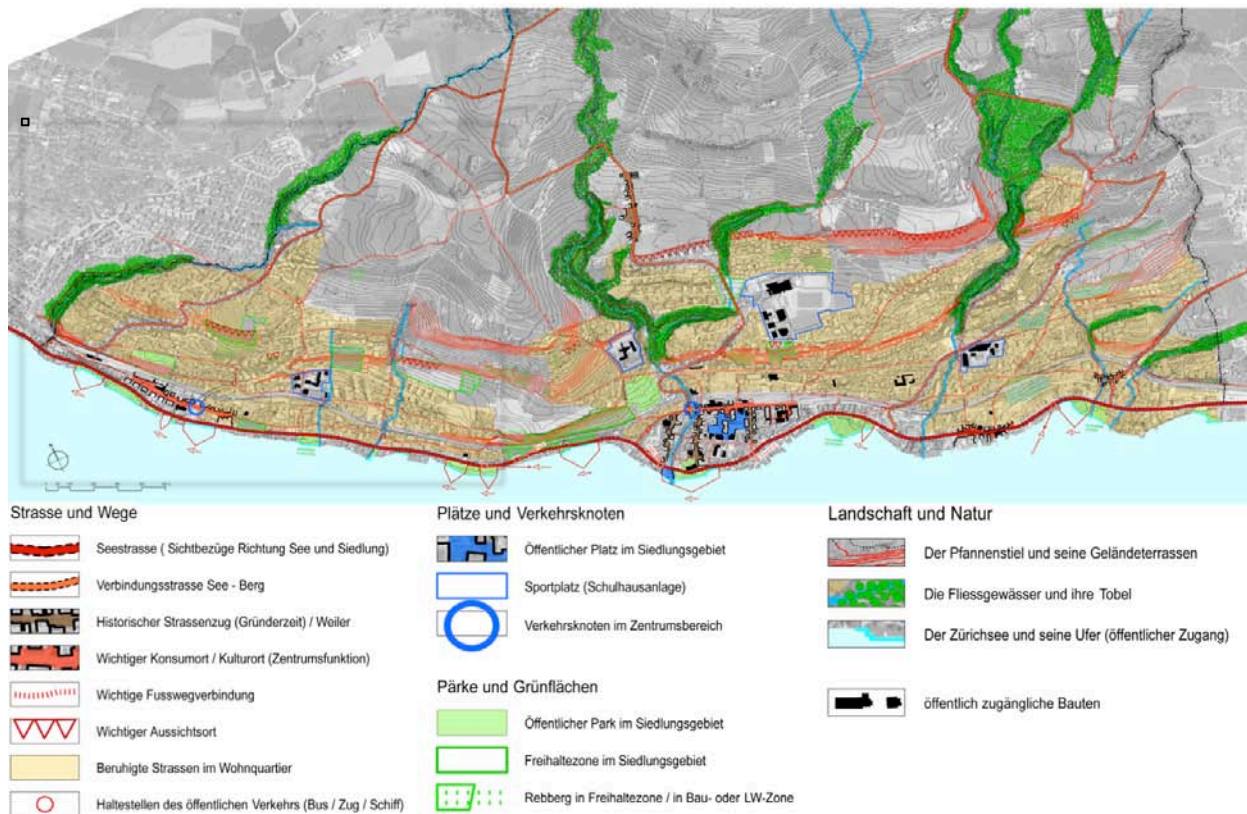 Strasse und Wege
Seestrasse ( Sichtbezüge Richtung See und Siedlung)
Verbindungsstrasse See - Berg
Historischer Strassenzug (Gründerzeit) / Weiler
Wichtiger Konsumort / Kulturort (Zentrumsfunktion)
Wichtige Fusswegverbindung
Wichtiger Aussichtsort
Beruhigte Strassen im Wohnquartier
Haltestellen des öffentlichen Verkehrs (Bus / Zug / Schiff)
Plätze und Verkehrsknoten
Öffentlicher Platz im Siedlungsgebiet
Sportplatz (Schulhausanlage)
Verkehrsknoten im Zentrumsbereich
Pärke und Grünflächen
Öffentlicher Park im Siedlungsgebiet
Freihaltezone im Siedlungsgebiet
Rebberg in Freihaltezone / in Bau- oder LW-Zone
Landschaft und Natur
Der Pfannenstiel und seine Geländeterrassen
Die Fliessgewässer und ihre Tobel
Der Zürichsee und seine Ufer (öffentlicher Zugang)
öffentlich zugängliche Bauten